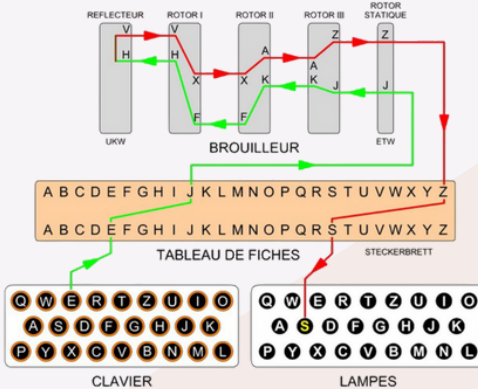 REFLECTEUR ROTOR I ROTOR II ROTOR III ROTOR STATIQUE
V V Z Z
H H A
K K J J
X X A
F F
UKW ETW
BROUILLEUR
A B C D E F G H I J K L M N O P Q R S T U V W X Y Z
A B C D E F G H I J K L M N O P Q R S T U V W X Y Z
TABLEAU DE FICHES STECKERBRETT
Q W E R T Z U I O Q W E R T Z U I O
A S D F G H J K A S D F G H J K
P Y X C V B N M L P Y X C V B M N L
CLAVIER LAMPES